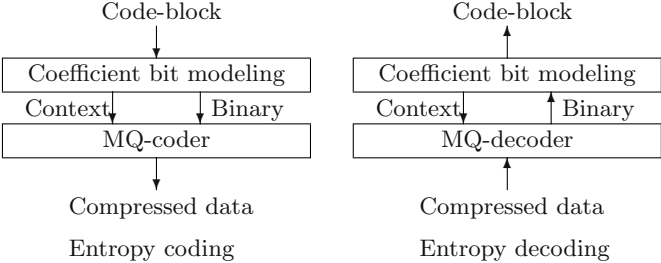 Code-block
Coefficient bit modeling
Context Binary
MQ-coder
Compressed data
Entropy coding
Code-block
Coefficient bit modeling
Context Binary
MQ-decoder
Compressed data
Entropy decoding